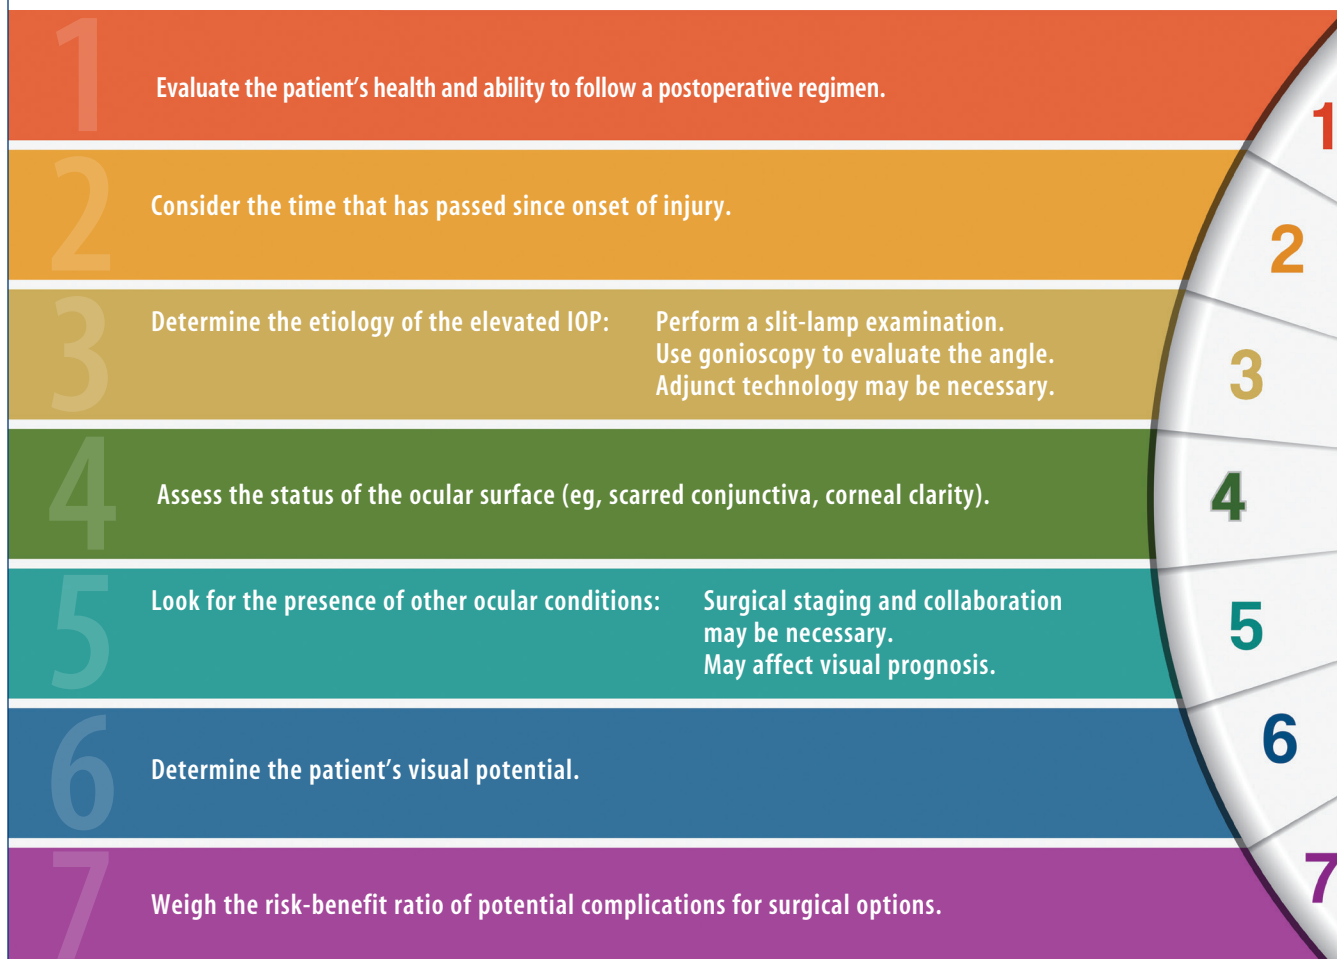 1
Evaluate the patient’s health and ability to follow a postoperative regimen.
1
2
Consider the time that has passed since onset of injury.
2
3
Determine the etiology of the elevated IOP:
Perform a slit-lamp examination.
Use gonioscopy to evaluate the angle.
Adjunct technology may be necessary.
3
4
Assess the status of the ocular surface (eg, scarred conjunctiva, corneal clarity).
4
5
Look for the presence of other ocular conditions:
Surgical staging and collaboration
may be necessary.
May affect visual prognosis.
5
6
Determine the patient’s visual potential.
6
7
Weigh the risk-benefit ratio of potential complications for surgical options.
7